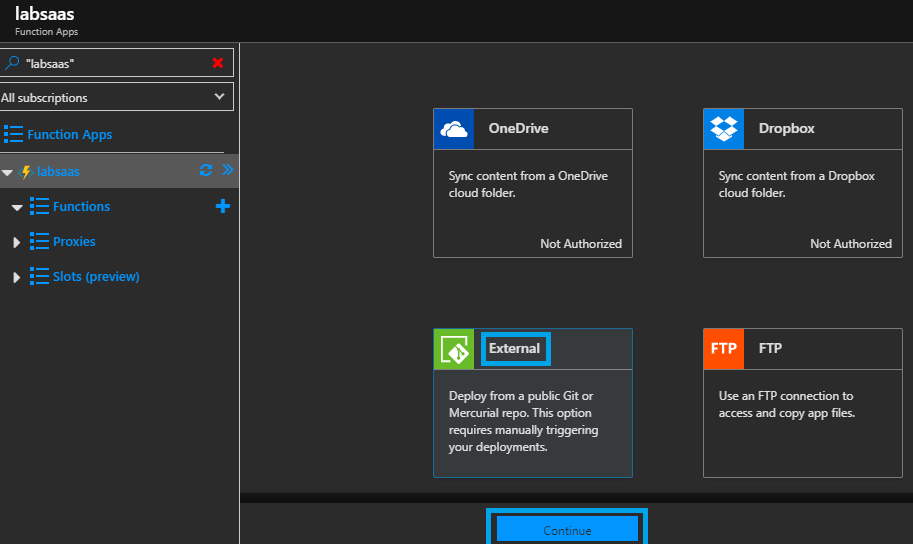 labsaas
Function Apps
"labsaas"
All subscriptions
Function Apps
labsaas
Functions
Proxies
Slots (preview)
OneDrive
Sync content from a OneDrive
cloud folder.
Not Authorized
Dropbox
Sync content from a Dropbox
cloud folder.
Not Authorized
External
Deploy from a public Git or
Mercurial repo. This option
requires manually triggering
your deployments.
FTP
FTP
Use an FTP connection to
access and copy app files.
Continue